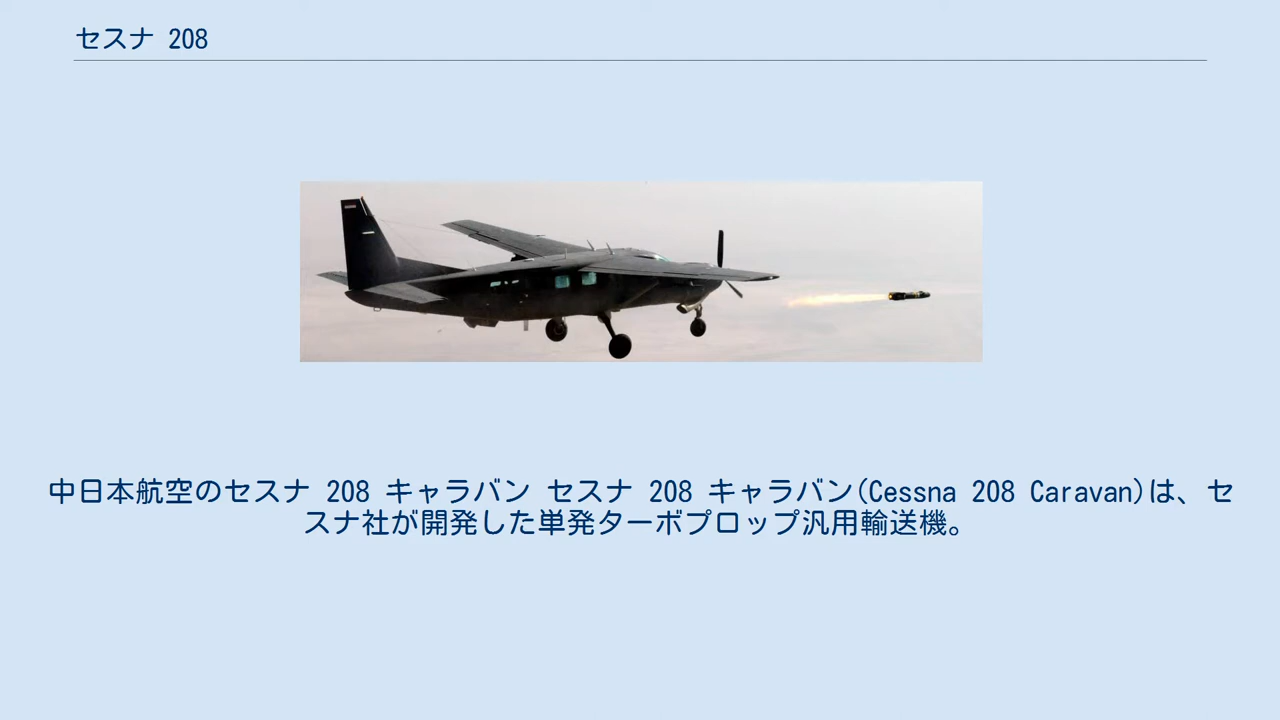 セスナ 208
中日本航空のセスナ 208 キャラバン セスナ 208 キャラバン(Cessna 208 Caravan)は、セ
スナ社が開発した単発ターボプロップ汎用輸送機。